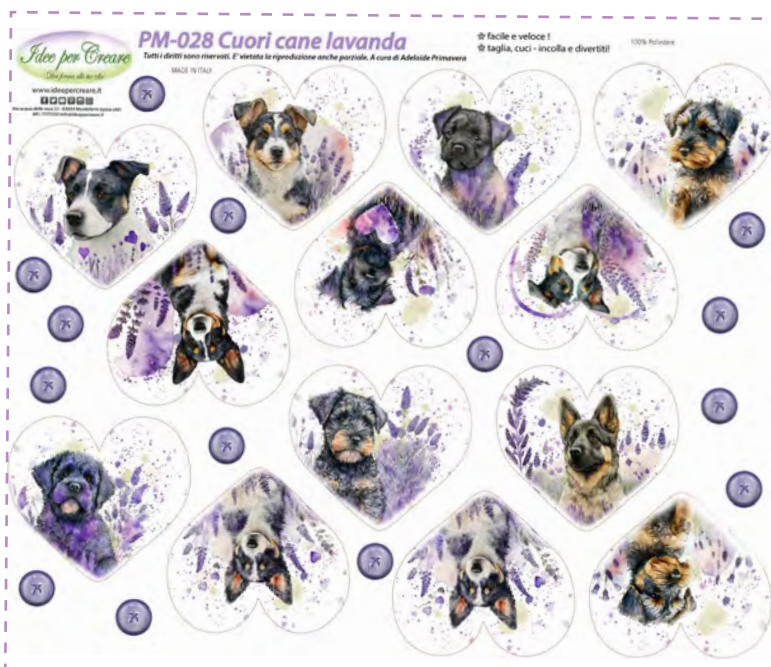 Idee per Creare
PM-028 Cuori cane lavanda
Tutti i diritti sono riservati. E' vietata la riproduzione anche parziale. A cura di Adelaide Primavera
MADE IN ITALY
facile e veloce !
taglia, cuci - incolla e divertiti!
100% Poliestere
www.ideepercreare.it